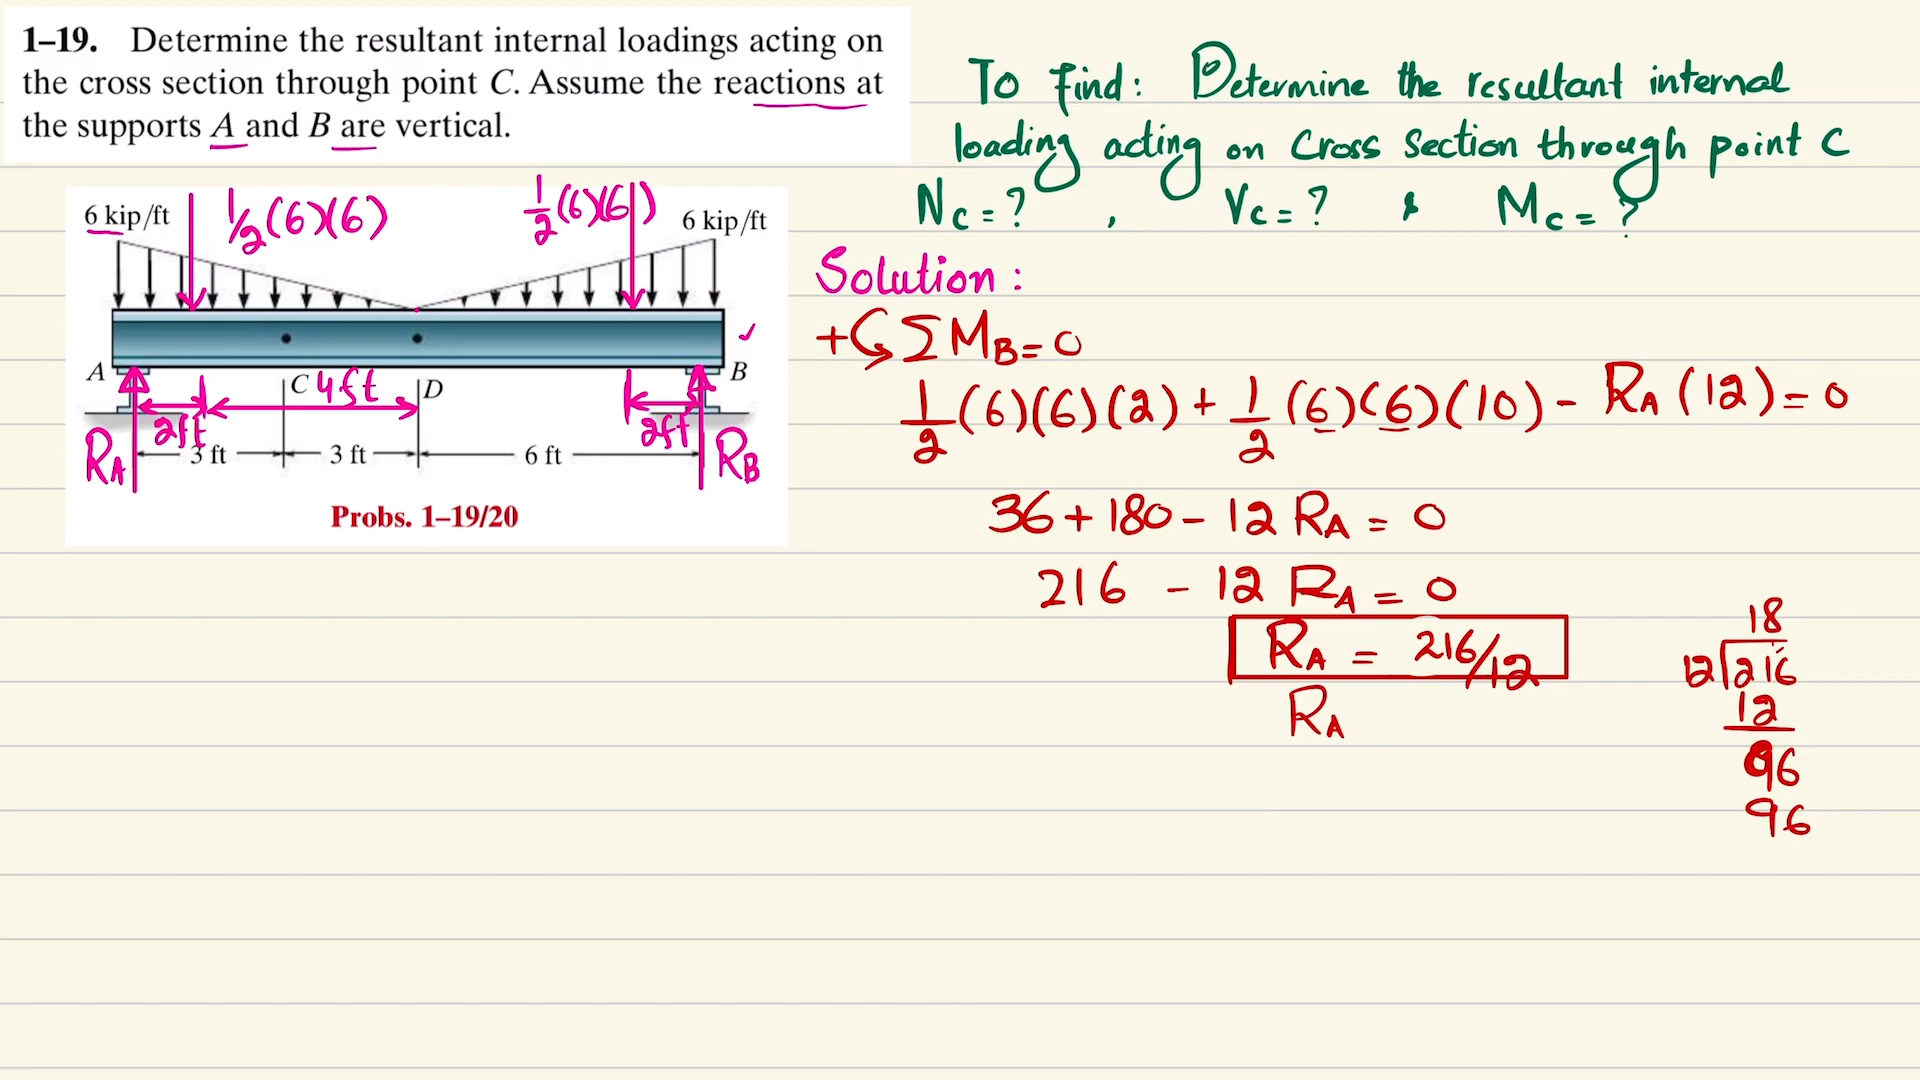 1–19. Determine the resultant internal loadings acting on
the cross section through point C. Assume the reactions at
the supports A and B are vertical.
To Find: Determine the resultant internal
loading acting on Cross Section through point C
Nc = ? , Vc = ? & Mc = ?
6 kip/ft
1/2 (6)(6)
1/2 (6)(6)
6 kip/ft
A
B
C 4ft D
2ft
2ft
RA
3 ft
3 ft
6 ft
RB
Probs. 1–19/20
Solution :
+ ΣMB = 0
1/2 (6)(6)(2) + 1/2 (6)(6)(10) - RA (12) = 0
36 + 180 - 12 RA = 0
216 - 12 RA = 0
RA = 216/12
RA
18
12 216
12
96
96